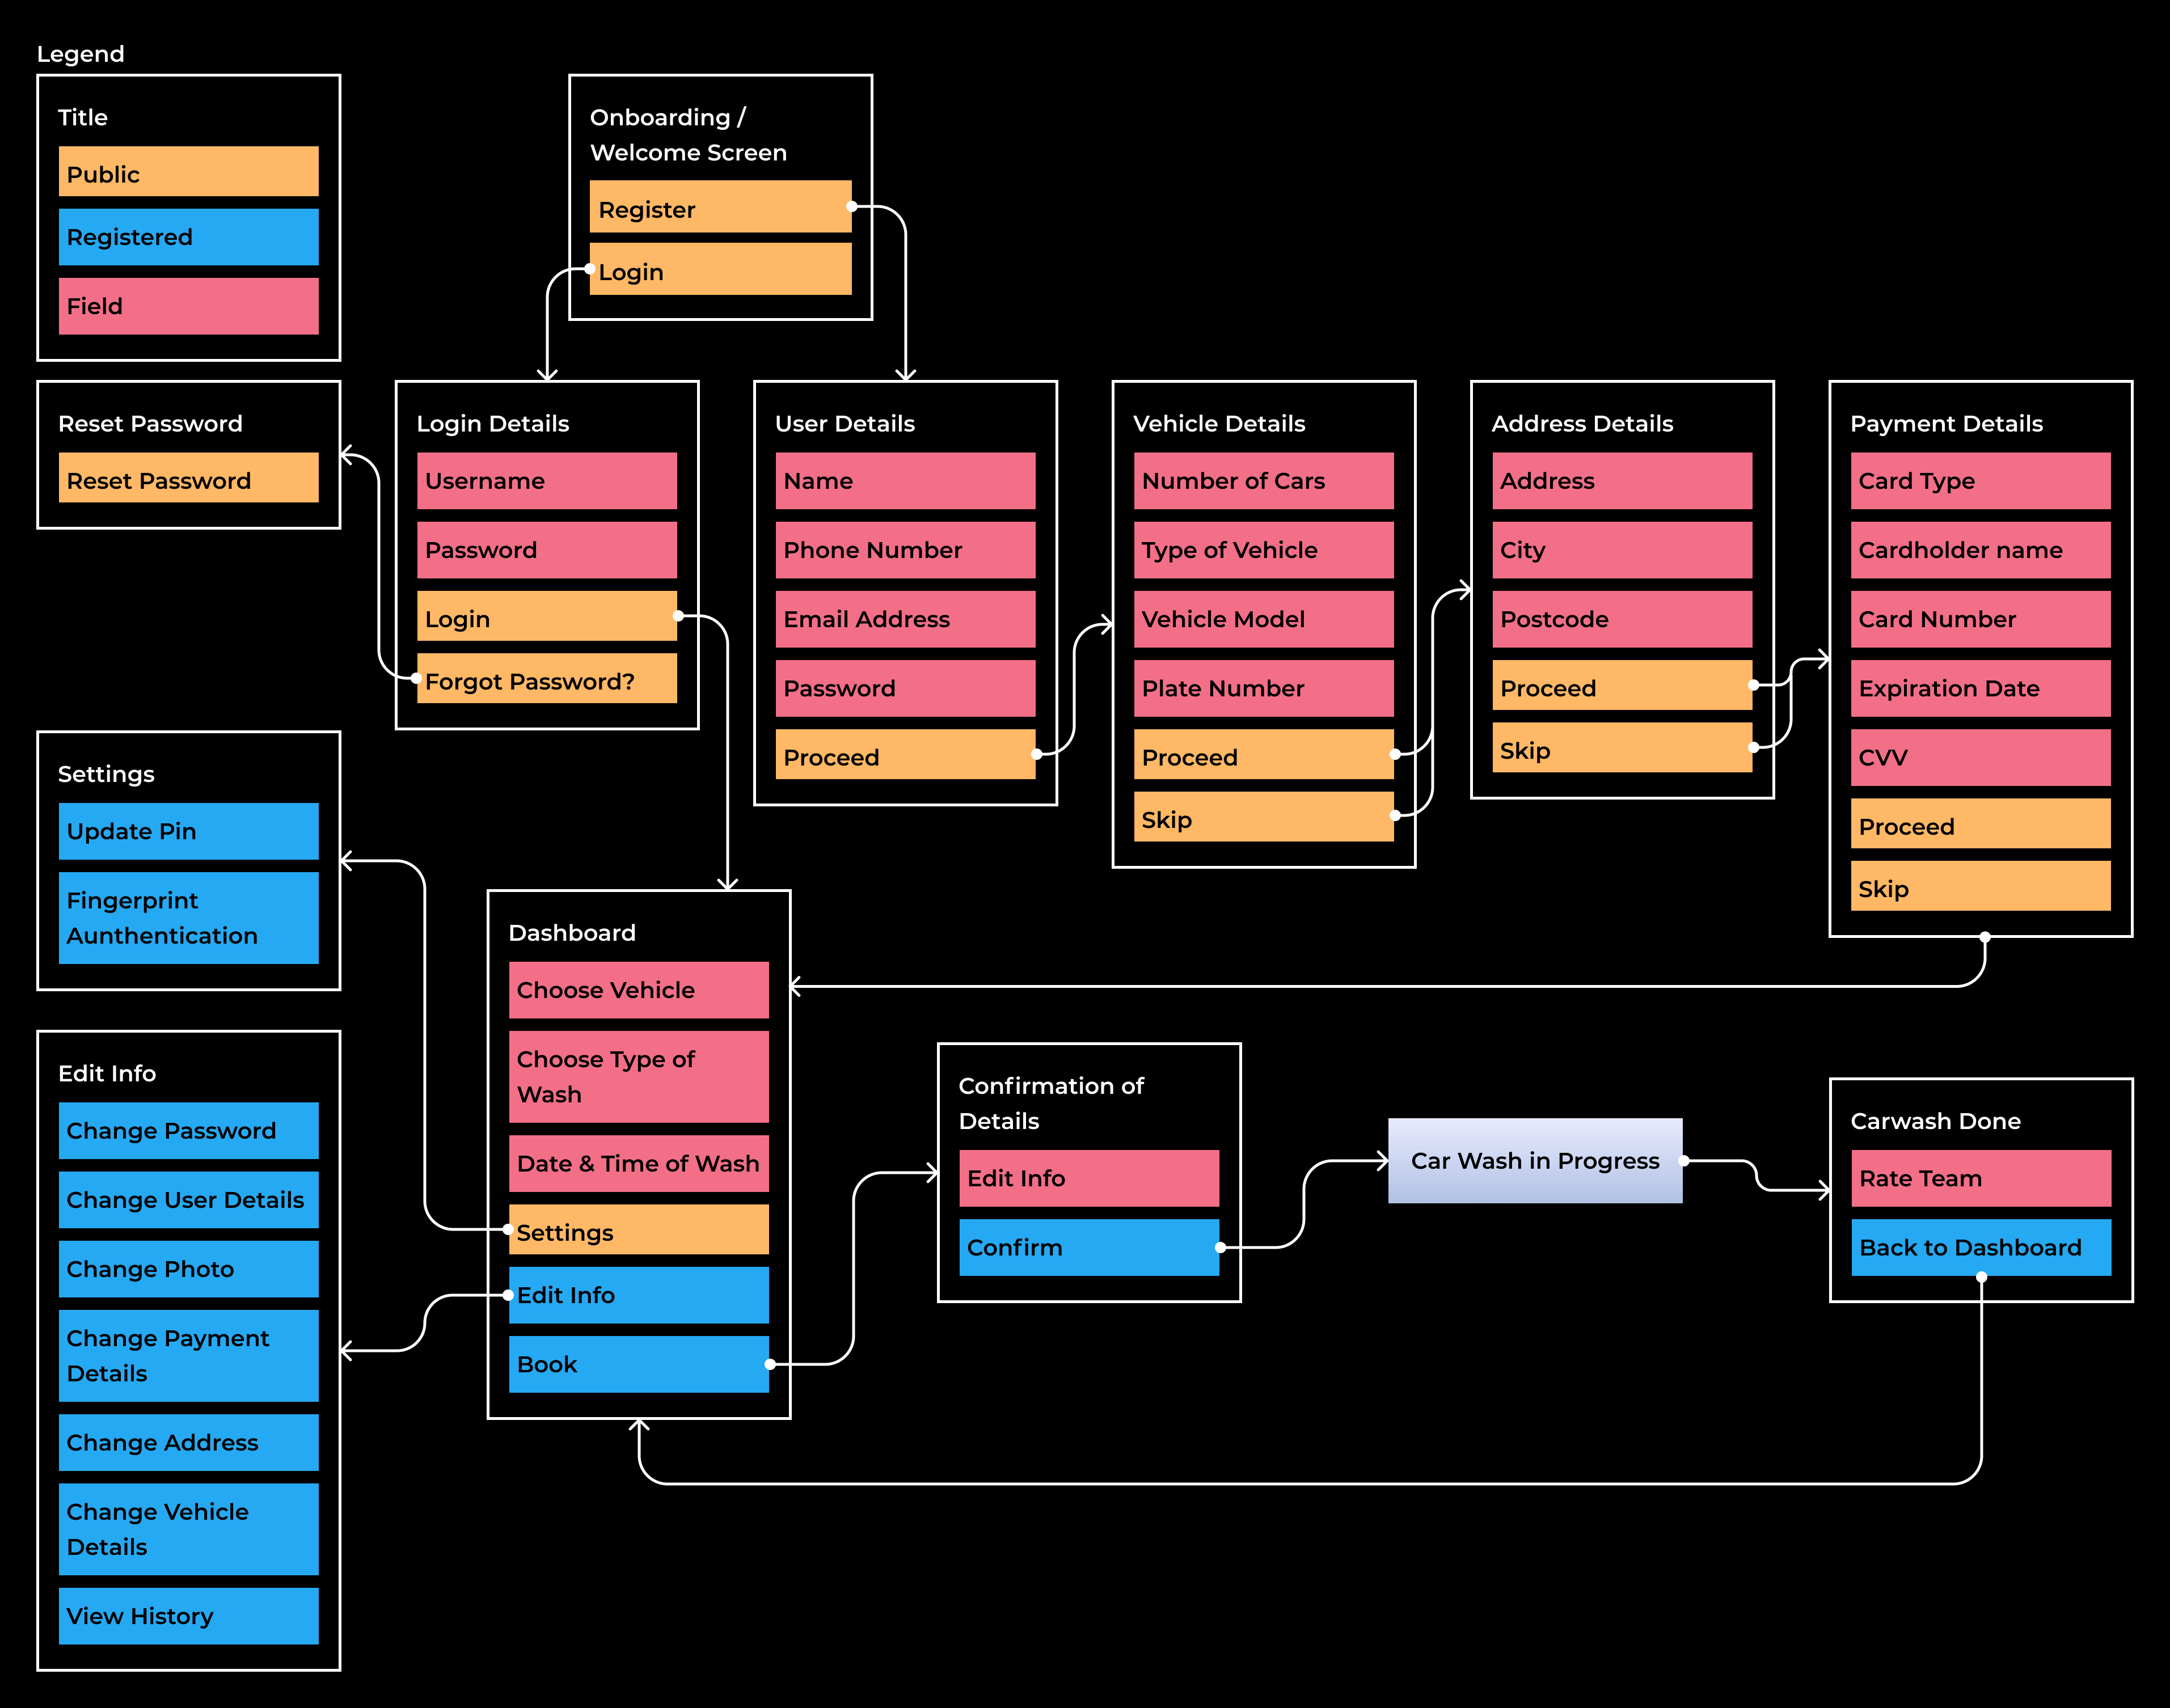 Legend
Title
Public
Registered
Field
Onboarding /
Welcome Screen
Register
Login
Reset Password
Reset Password
Login Details
Username
Password
Login
Forgot Password?
User Details
Name
Phone Number
Email Address
Password
Proceed
Vehicle Details
Number of Cars
Type of Vehicle
Vehicle Model
Plate Number
Proceed
Skip
Address Details
Address
City
Postcode
Proceed
Skip
Payment Details
Card Type
Cardholder name
Card Number
Expiration Date
CVV
Proceed
Skip
Settings
Update Pin
Fingerprint
Aunthentication
Edit Info
Change Password
Change User Details
Change Photo
Change Payment
Details
Change Address
Change Vehicle
Details
View History
Dashboard
Choose Vehicle
Choose Type of
Wash
Date & Time of Wash
Settings
Edit Info
Book
Confirmation of
Details
Edit Info
Confirm
Car Wash in Progress
Carwash Done
Rate Team
Back to Dashboard